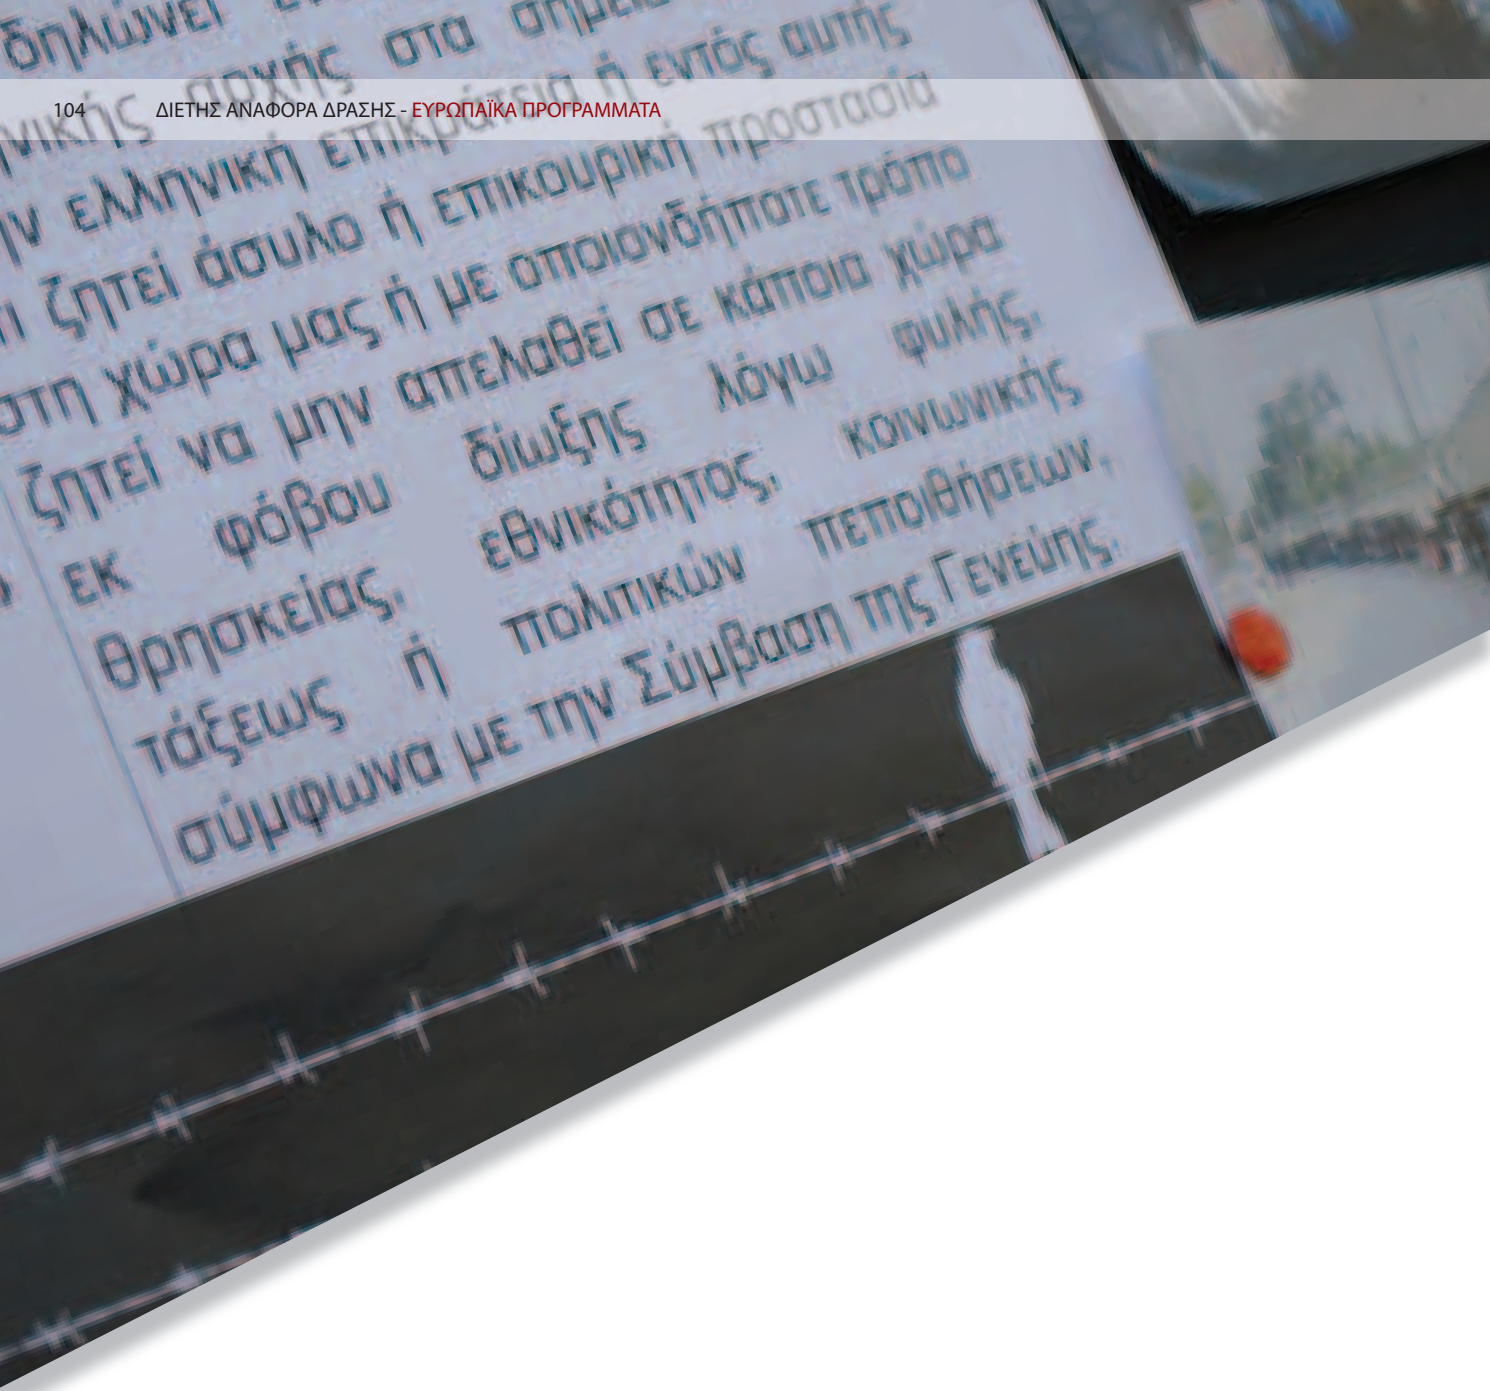 δηλώνει
104 ΔΙΕΤΗΣ ΑΝΑΦΟΡΑ ΔΡΑΣΗΣ - ΕΥΡΩΠΑΪΚΑ ΠΡΟΓΡΑΜΜΑΤΑ
αρχής στα
ελληνική επικράτεια ή εντός αυτής
ζητεί άσυλο ή επικουρική προστασία
στη χώρα μας ή με οποιονδήποτε τρόπο
ζητεί να μην απελαθεί σε κάποια χώρα
εκ φόβου δίωξης λόγω φυλής,
θρησκείας, εθνικότητος, κοινωνικής
τάξεως ή πολιτικών πεποιθήσεων,
σύμφωνα με την Σύμβαση της Γενεύης.